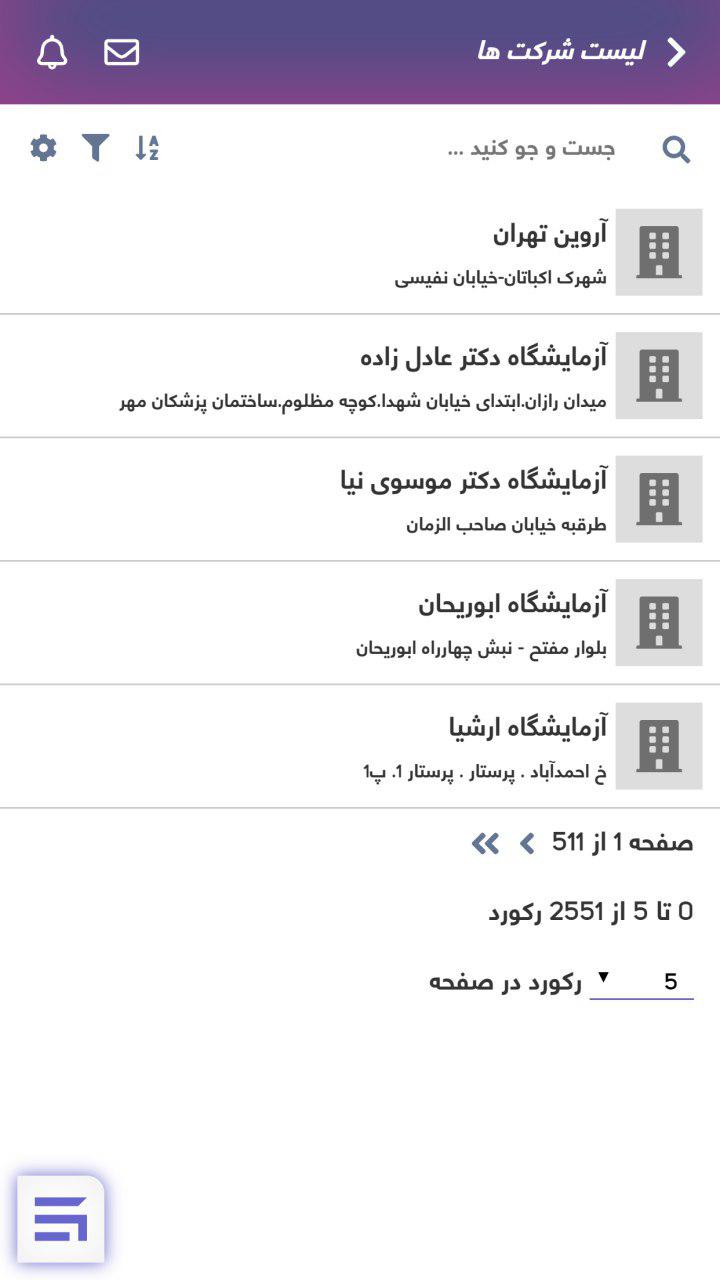 لیست شرکت ها
جست و جو کنید ...
آروین تهران
شهرک اکباتان-خیابان نفیسی
آزمایشگاه دکتر عادل زاده
میدان رازان.ابتدای خیابان شهدا.کوچه مظلوم.ساختمان پزشکان مهر
آزمایشگاه دکتر موسوی نیا
طرقبه خیابان صاحب الزمان
آزمایشگاه ابوریحان
بلوار مفتح - نبش چهارراه ابوریحان
آزمایشگاه ارشیا
خ احمدآباد . پرستار . پرستار 1. پ1
صفحه 1 از 511
0 تا 5 از 2551 رکورد
5 رکورد در صفحه